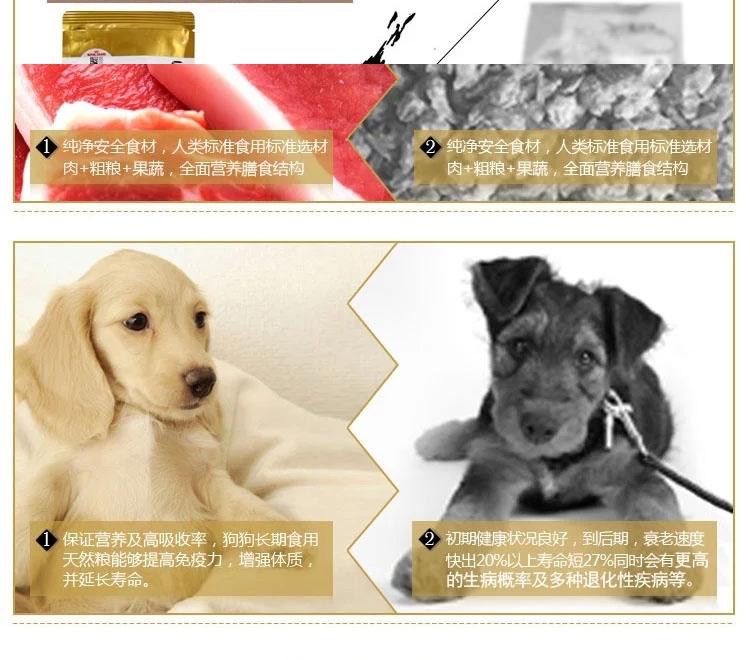 1 纯净安全食材，人类标准食用标准选材
肉+粗粮+果蔬，全面营养膳食结构
2 纯净安全食材，人类标准食用标准选材
肉+粗粮+果蔬，全面营养膳食结构
1 保证营养及高吸收率，狗狗长期食用
天然粮能够提高免疫力，增强体质，
并延长寿命。
2 初期健康状况良好，到后期，衰老速度
快出20%以上寿命短27%同时会有更高
的生病概率及多种退化性疾病等。